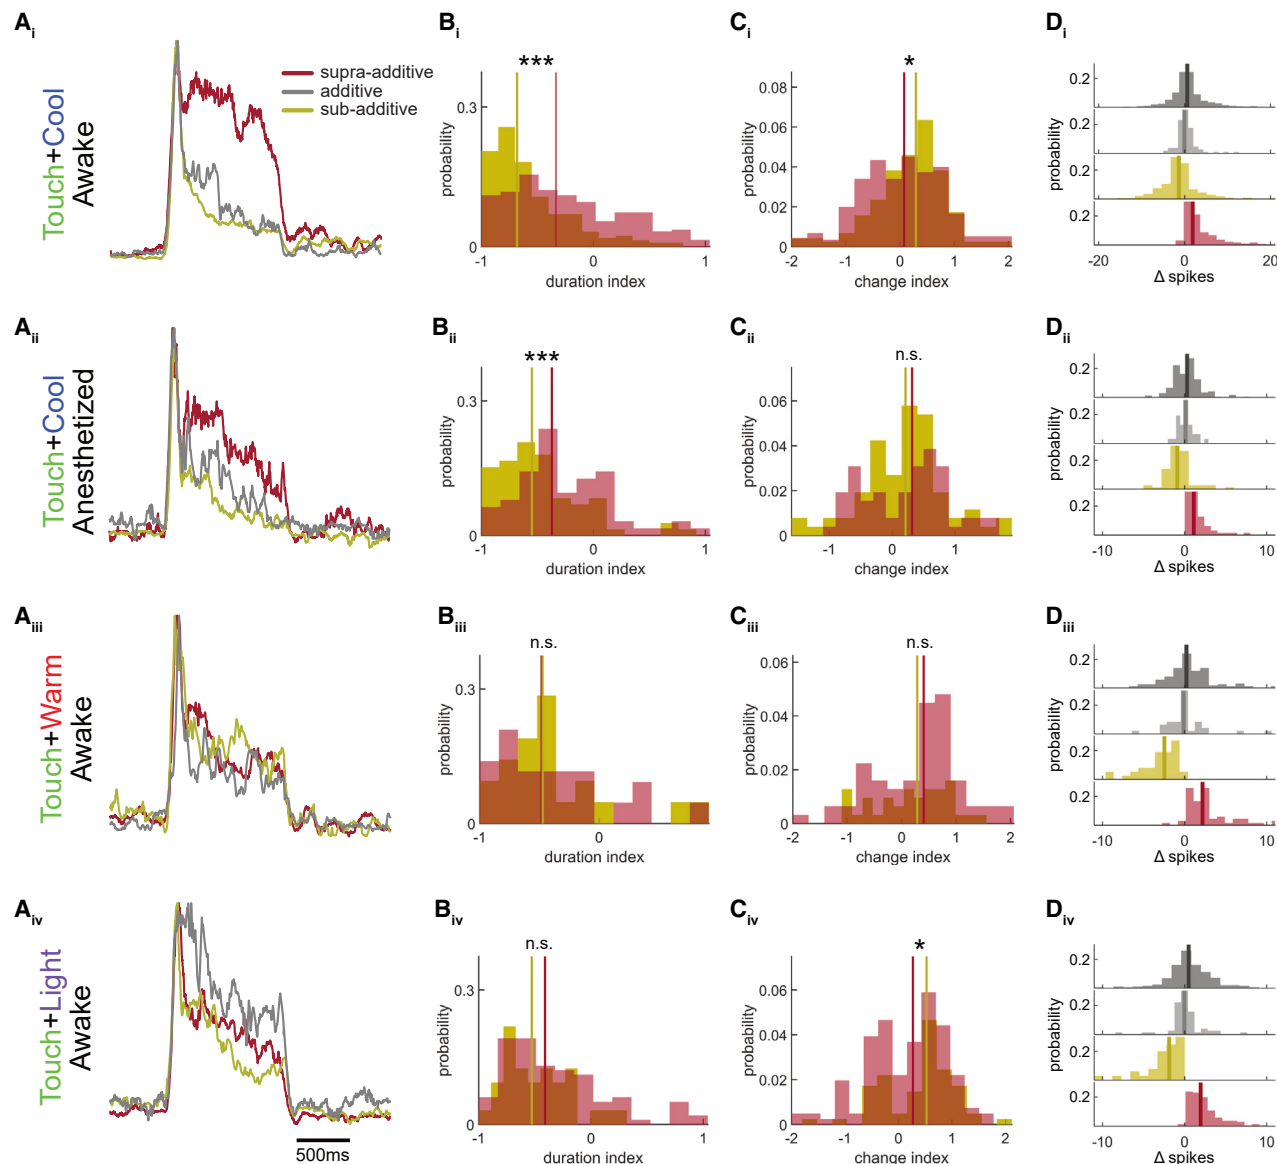 Ai
Bi
Ci
Di
Touch+Cool
Awake
supra-additive
additive
sub-additive
***
probability
0.3
0
-1
0
1
duration index
*
probability
0.08
0.06
0.04
0.02
0
-2
-1
0
1
2
change index
probability
0.2
0.2
0.2
0.2
-20
0
20
Δ spikes
Aii
Bii
Cii
Dii
Touch+Cool
Anesthetized
***
probability
0.3
0
-1
0
1
duration index
n.s.
probability
0.06
0.04
0.02
0
-1
0
1
change index
probability
0.2
0.2
0.2
0.2
-10
0
10
Δ spikes
Aiii
Biii
Ciii
Diii
Touch+Warm
Awake
n.s.
probability
0.3
0
-1
0
duration index
n.s.
probability
0.06
0.04
0.02
0
-2
-1
0
1
2
change index
probability
0.2
0.2
0.2
0.2
-10
0
10
Δ spikes
Aiv
Biv
Civ
Div
Touch+Light
Awake
500ms
n.s.
probability
0.3
0
-1
0
1
duration index
*
probability
0.06
0.04
0.02
0
-2
-1
0
1
2
change index
probability
0.2
0.2
0.2
0.2
-10
0
10
Δ spikes